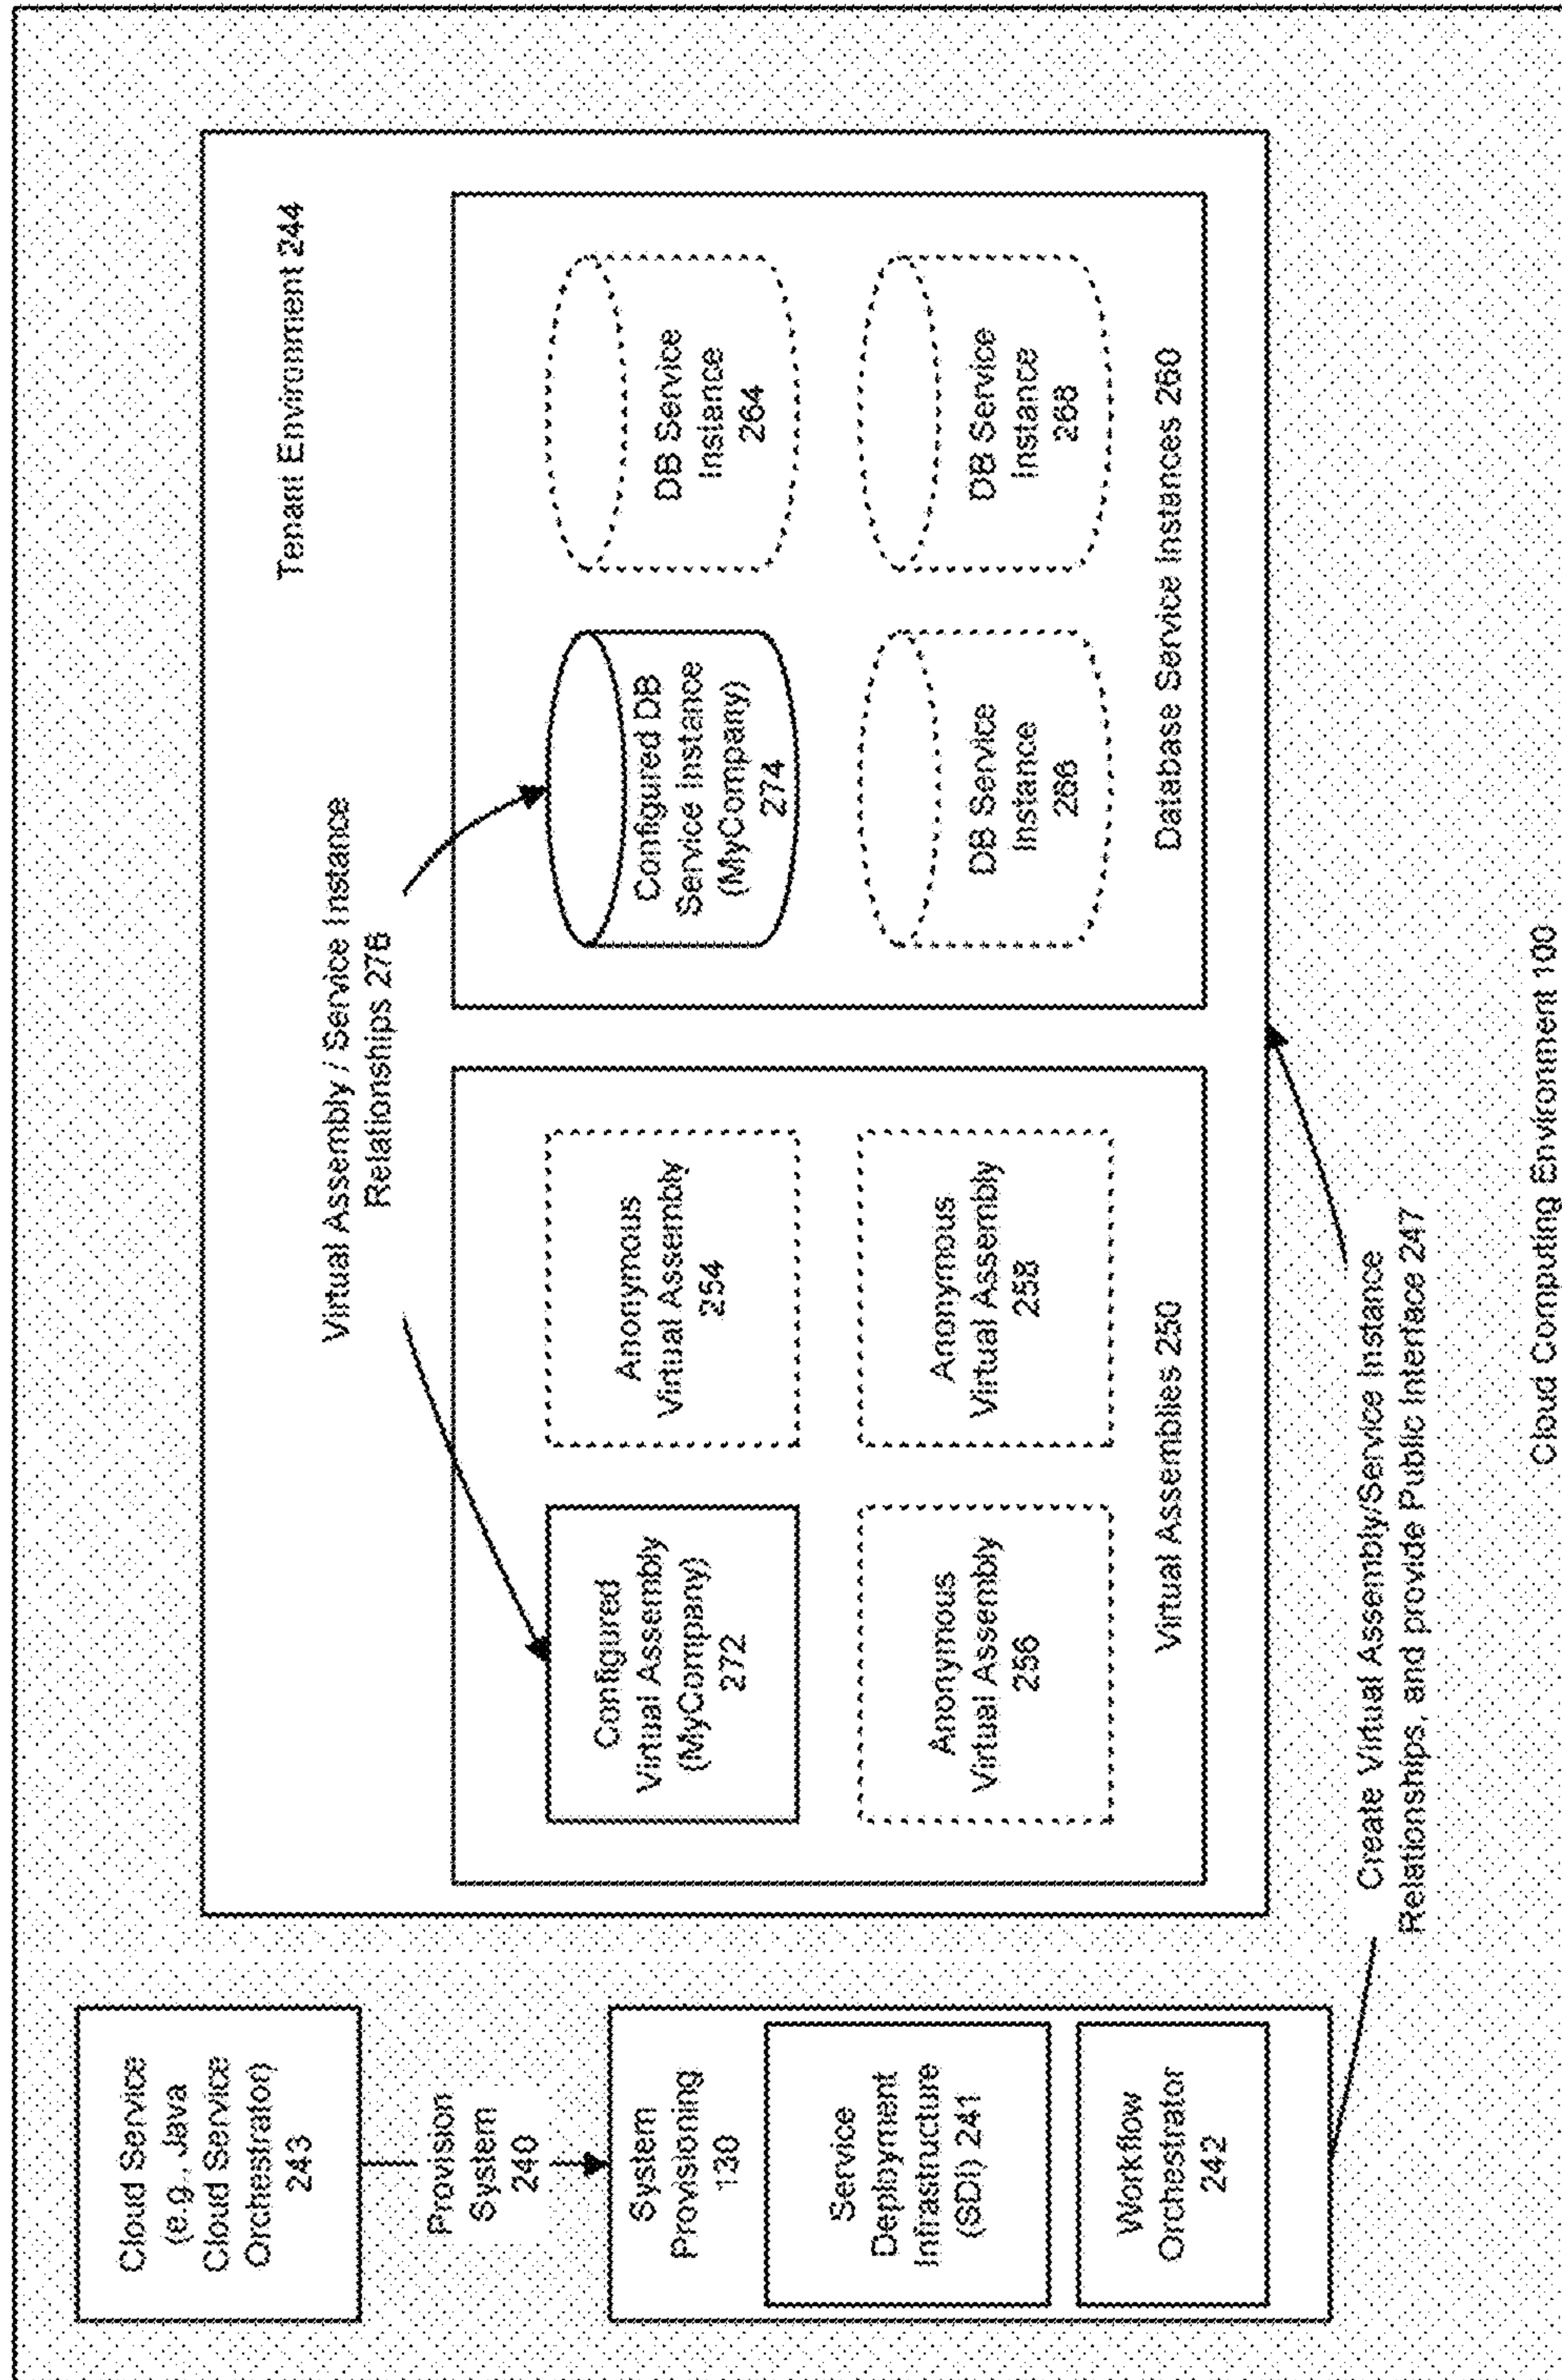 Cloud Service
(e.g., Java
Cloud Service
Orchestrator)
243
Provision
System
240
System
Provisioning
130
Service
Deployment
Infrastructure
(SDI) 241
Workflow
Orchestrator
242
Tenant Environment 244
Virtual Assembly / Service Instance
Relationships 276
Configured
Virtual Assembly
(MyCompany)
272
Anonymous
Virtual Assembly
254
Anonymous
Virtual Assembly
256
Anonymous
Virtual Assembly
258
Virtual Assemblies 250
Configured DB
Service Instance
(MyCompany)
274
DB Service
Instance
264
DB Service
Instance
266
DB Service
Instance
268
Database Service Instances 260
Create Virtual Assembly/Service Instance
Relationships, and provide Public Interface 247
Cloud Computing Environment 100